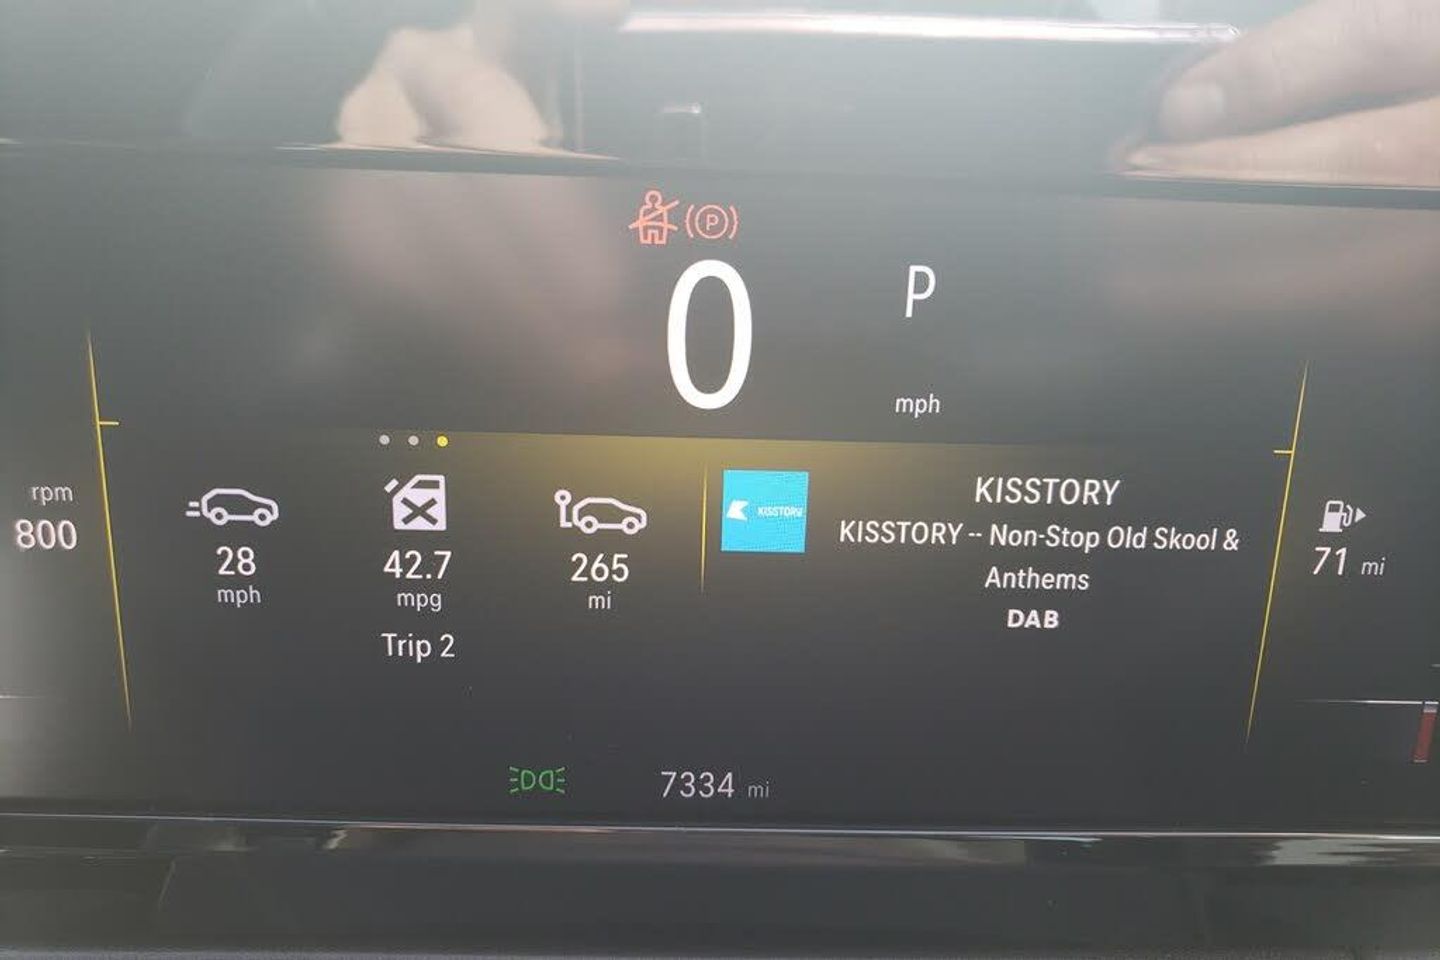 (P)
0
P
mph
rpm
800
28
mph
42.7
mpg
Trip 2
265
mi
KISSTORY
KISSTORY
KISSTORY -- Non-Stop Old Skool &
Anthems
DAB
71 mi
7334 mi